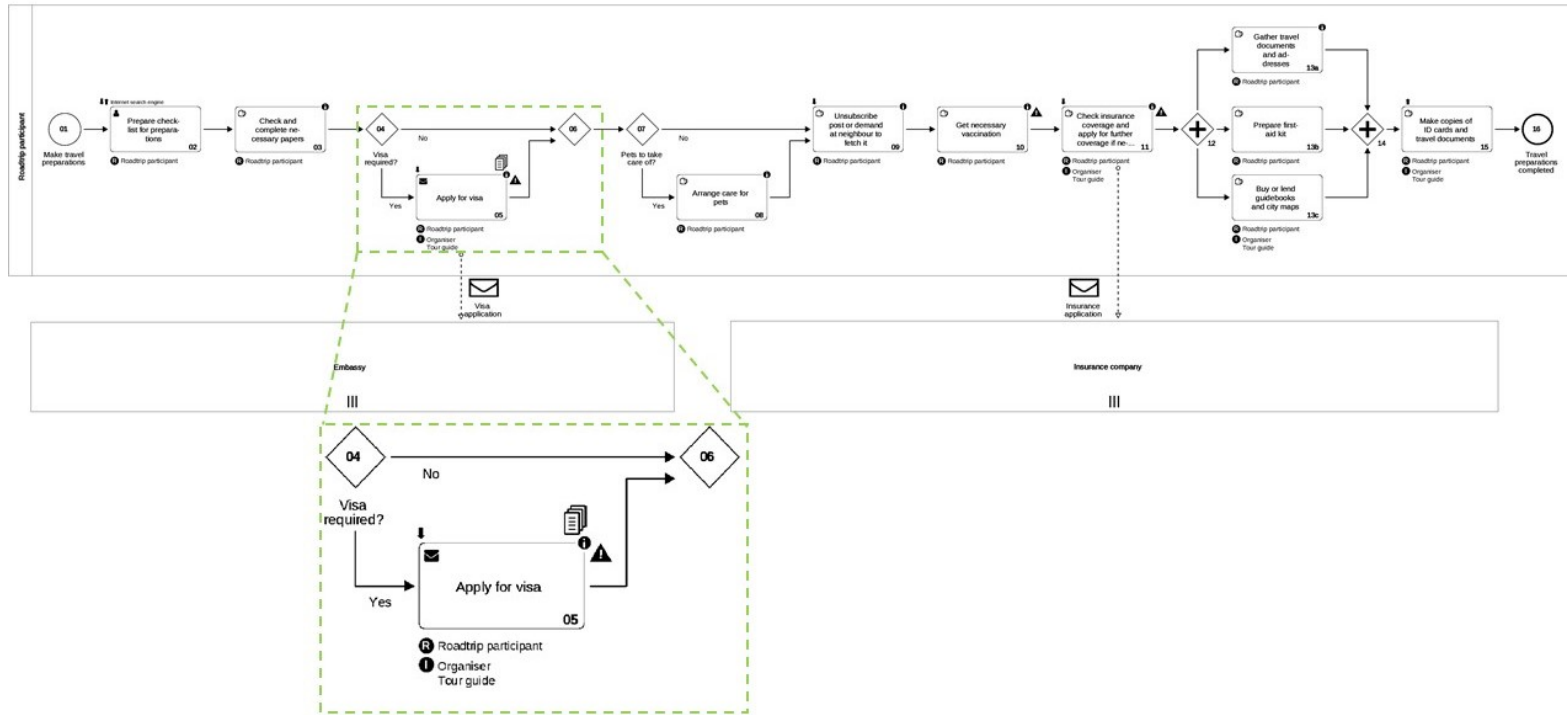 Roadtrip participant
01
Make travel
preparations
Internet search engine
Prepare check-
list for prepara-
tions
02
R Roadtrip participant
Check and
complete ne-
cessary papers
03
R Roadtrip participant
04
No
Visa
required?
Yes
Apply for visa
05
R Roadtrip participant
I Organiser
Tour guide
06
07
No
Pets to take
care of?
Yes
Arrange care for
pets
08
R Roadtrip participant
Unsubscribe
post or demand
at neighbour to
fetch it
09
R Roadtrip participant
Get necessary
vaccination
10
R Roadtrip participant
Check insurance
coverage and
apply for further
coverage if ne-...
11
R Roadtrip participant
I Organiser
Tour guide
12
Gather travel
documents
and ad-
dresses
13a
R Roadtrip participant
Prepare first-
aid kit
13b
R Roadtrip participant
Buy or lend
guidebooks
and city maps
13c
R Roadtrip participant
I Organiser
Tour guide
14
Make copies of
ID cards and
travel documents
15
R Roadtrip participant
I Organiser
Tour guide
16
Travel
preparations
completed
Visa
application
Insurance
application
Embassy
Insurance company
04
No
06
Visa
required?
Yes
Apply for visa
05
R Roadtrip participant
I Organiser
Tour guide